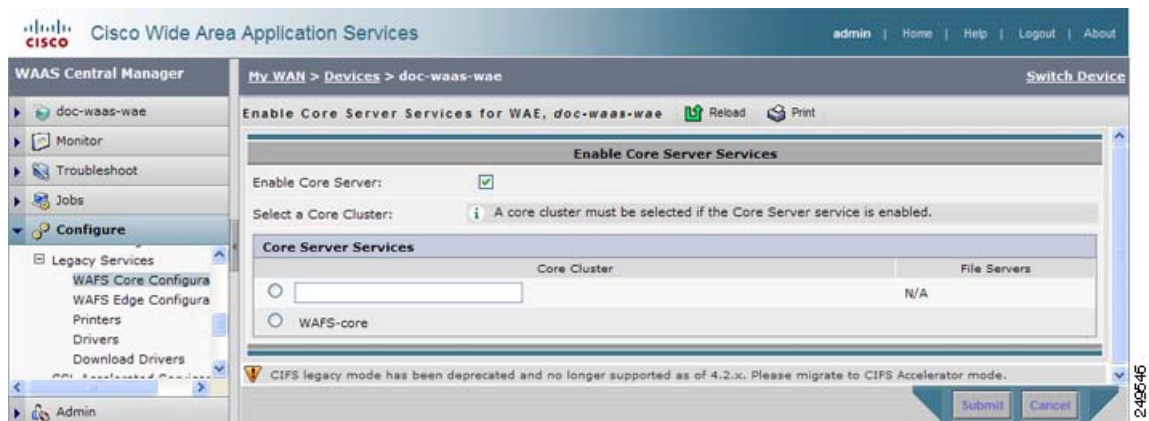 CISCO
Cisco Wide Area Application Services
admin | Home | Help | Logout | About
WAAS Central Manager
My WAN > Devices > doc-waas-wae
Switch Device
doc-waas-wae
Monitor
Troubleshoot
Jobs
Configure
Legacy Services
WAFS Core Configura
WAFS Edge Configura
Printers
Drivers
Download Drivers
Admin
Enable Core Server Services for WAE, doc-waas-wae
Reload
Print
Enable Core Server Services
Enable Core Server:
Select a Core Cluster:
i A core cluster must be selected if the Core Server service is enabled.
Core Server Services
Core Cluster
File Servers
N/A
WAFS-core
CIFS legacy mode has been deprecated and no longer supported as of 4.2.x. Please migrate to CIFS Accelerator mode.
Submit
Cancel
249546